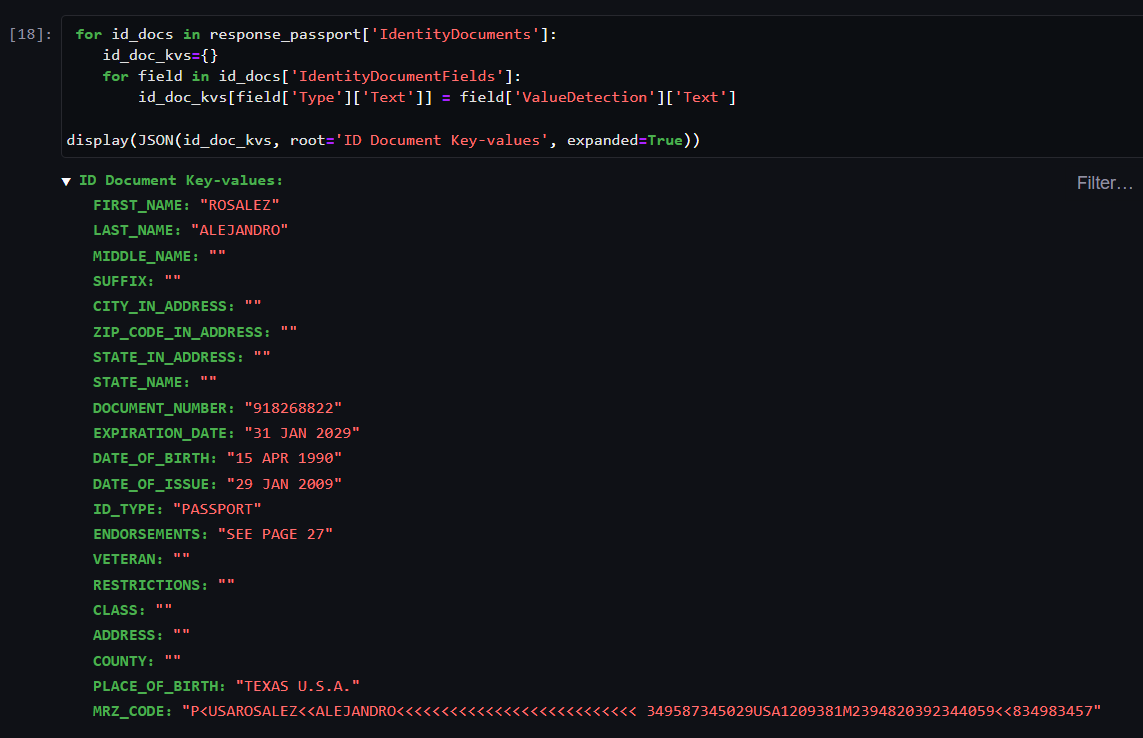 [18]:
for id_docs in response_passport['IdentityDocuments']:
    id_doc_kvs={}
    for field in id_docs['IdentityDocumentFields']:
        id_doc_kvs[field['Type']['Text']] = field['ValueDetection']['Text']
display(JSON(id_doc_kvs, root='ID Document Key-values', expanded=True))
▼ ID Document Key-values:
Filter…
FIRST_NAME: "ROSALEZ"
LAST_NAME: "ALEJANDRO"
MIDDLE_NAME: ""
SUFFIX: ""
CITY_IN_ADDRESS: ""
ZIP_CODE_IN_ADDRESS: ""
STATE_IN_ADDRESS: ""
STATE_NAME: ""
DOCUMENT_NUMBER: "918268822"
EXPIRATION_DATE: "31 JAN 2029"
DATE_OF_BIRTH: "15 APR 1990"
DATE_OF_ISSUE: "29 JAN 2009"
ID_TYPE: "PASSPORT"
ENDORSEMENTS: "SEE PAGE 27"
VETERAN: ""
RESTRICTIONS: ""
CLASS: ""
ADDRESS: ""
COUNTY: ""
PLACE_OF_BIRTH: "TEXAS U.S.A."
MRZ_CODE: "P<USAROSALEZ<<ALEJANDRO<<<<<<<<<<<<<<<<<<<<<<<<<<< 349587345029USA1209381M2394820392344059<<834983457"